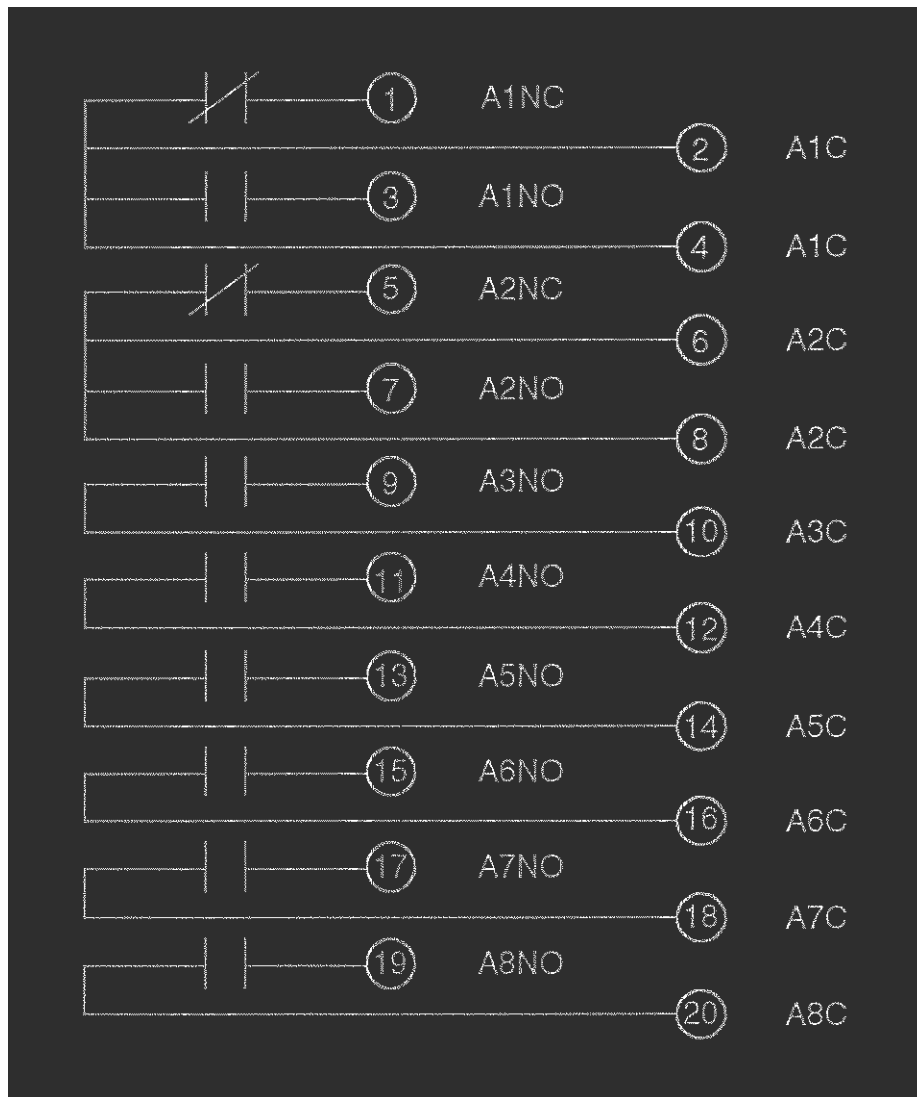 1 A1NC
2 A1C
3 A1NO
4 A1C
5 A2NC
6 A2C
7 A2NO
8 A2C
9 A3NO
10 A3C
11 A4NO
12 A4C
13 A5NO
14 A5C
15 A6NO
16 A6C
17 A7NO
18 A7C
19 A8NO
20 A8C